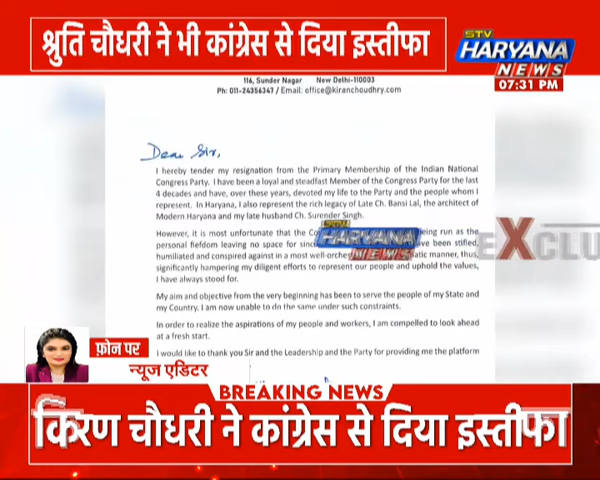 श्रुति चौधरी ने भी कांग्रेस से दिया इस्तीफा
STV
HARYANA
NEWS
07:31 PM
116, Sunder Nagar New Delhi-110003
Ph: 011-24356347 / Email: office@kiranchoudhry.com
Dear Sir,
I hereby tender my resignation from the Primary Membership of the Indian National
Congress Party. I have been a loyal and steadfast Member of the Congress Party for the last
4 decades and have, over these years, devoted my life to the Party and the people whom I
represent. In Haryana, I also represent the rich legacy of Late Ch. Bansi Lal, the architect of
Modern Haryana and my late husband Ch. Surender Singh.
However, it is most unfortunate that the being run as the
personal fiefdom leaving no space for been stifled,
humiliated and conspired against in a most manner, thus,
significantly hampering my diligent efforts to represent our people and uphold the values,
I have always stood for.
STV
HARYANA
NEWS
EXCLU
My aim and objective from the very beginning has been to serve the people of my State and
my Country. I am now unable to do the same under such constraints.
In order to realize the aspirations of my people and workers, I am compelled to look ahead
at a fresh start.
I would like to thank you Sir and the Leadership and the Party for providing me the platform
फ़ोन पर
न्यूज एडिटर
BREAKING NEWS
किरण चौधरी ने कांग्रेस से दिया इस्तीफा